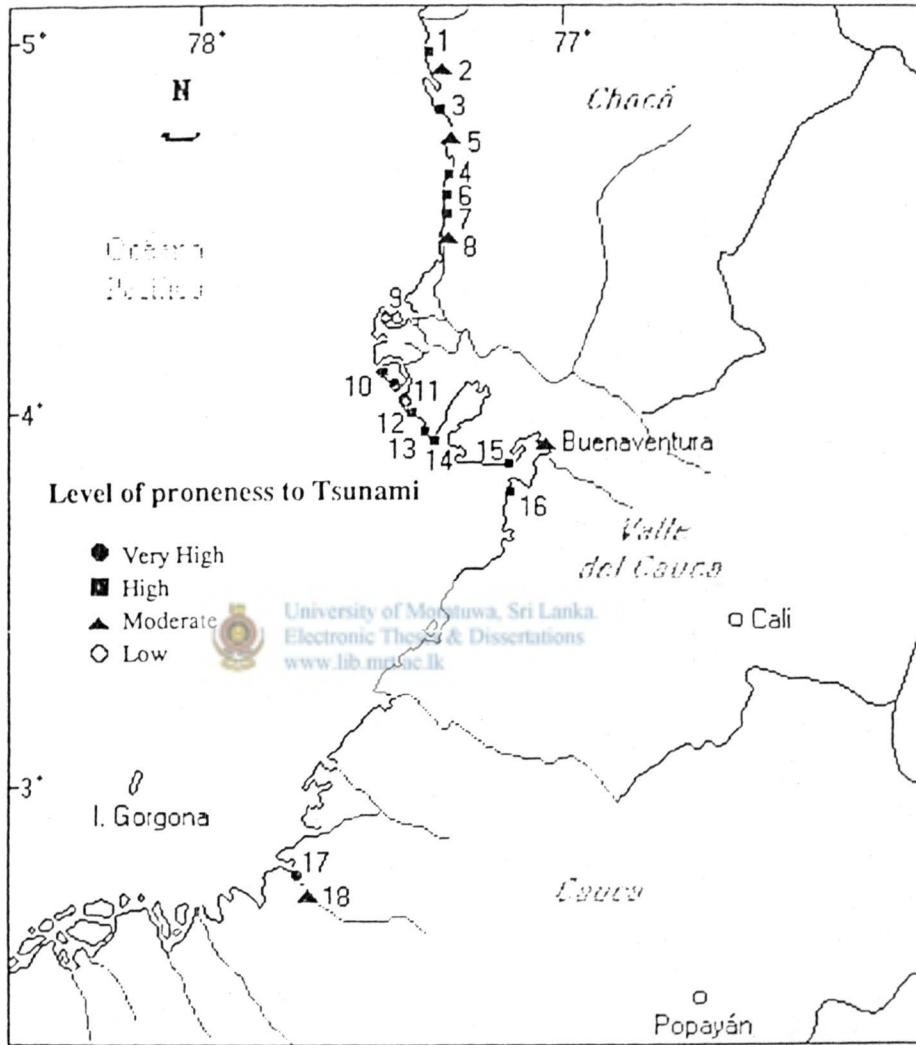 5°
78°
77°
1
2
N
Chocó
3
5
4
6
7
8
Océano
Pacífico
9
10
11
4°
12
13
14
15
Buenaventura
16
Level of proneness to Tsunami
Very High
High
Moderate
Low
Valle
del Cauca
University of Moratuwa, Sri Lanka.
Electronic Theses & Dissertations
www.lib.mrt.ac.lk
Cali
3°
I. Gorgona
17
18
Cauca
Popayán